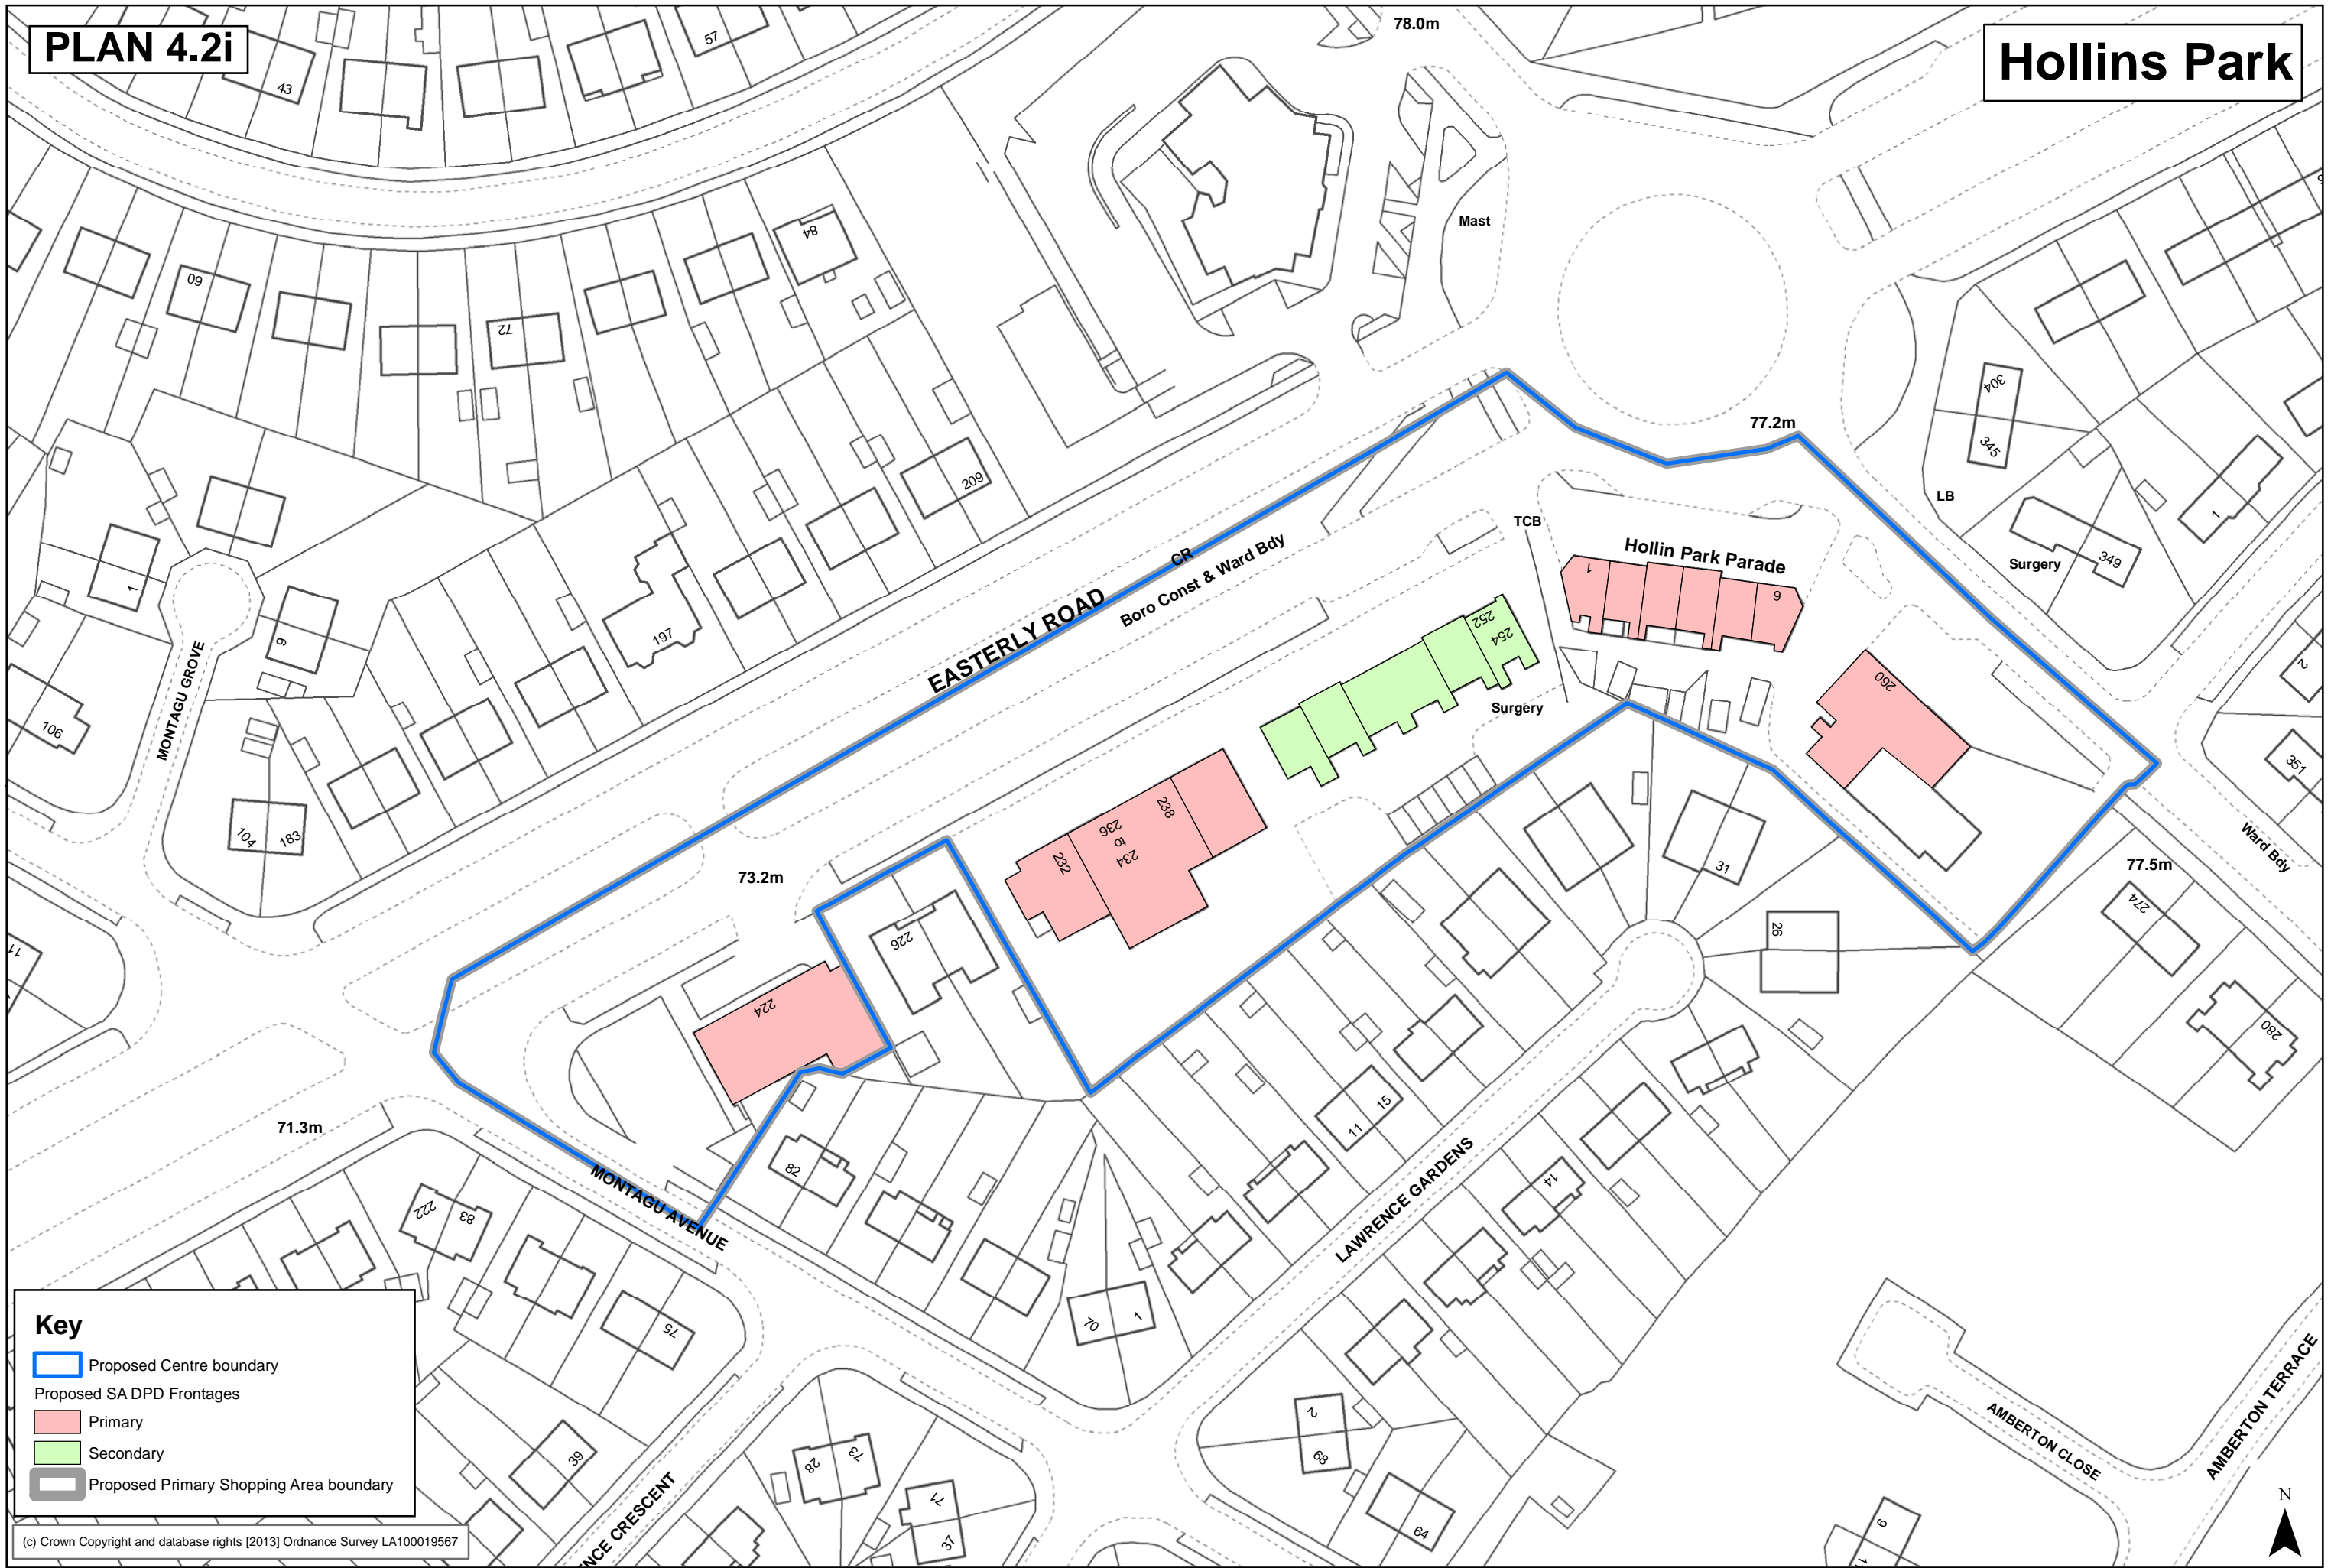 PLAN 4.2i
Hollins Park
78.0m
57
43
Mast
84
60
72
77.2m
304
345
LB
1
349
Surgery
209
TCB
Hollin Park Parade
1
6
CR
Boro Const & Ward Bdy
EASTERLY ROAD
197
1
9
MONTAGU GROVE
106
104
183
252
254
Surgery
260
2
351
Ward Bdy
77.5m
274
280
238
236
to
234
232
73.2m
226
224
31
26
11
71.3m
MONTAGU AVENUE
82
222
83
75
15
11
14
LAWRENCE GARDENS
70
1
2
68
64
28
73
71
37
39
ENCE CRESCENT
AMBERTON CLOSE
AMBERTON TERRACE
9
N
Key
Proposed Centre boundary
Proposed SA DPD Frontages
Primary
Secondary
Proposed Primary Shopping Area boundary
(c) Crown Copyright and database rights [2013] Ordnance Survey LA100019567